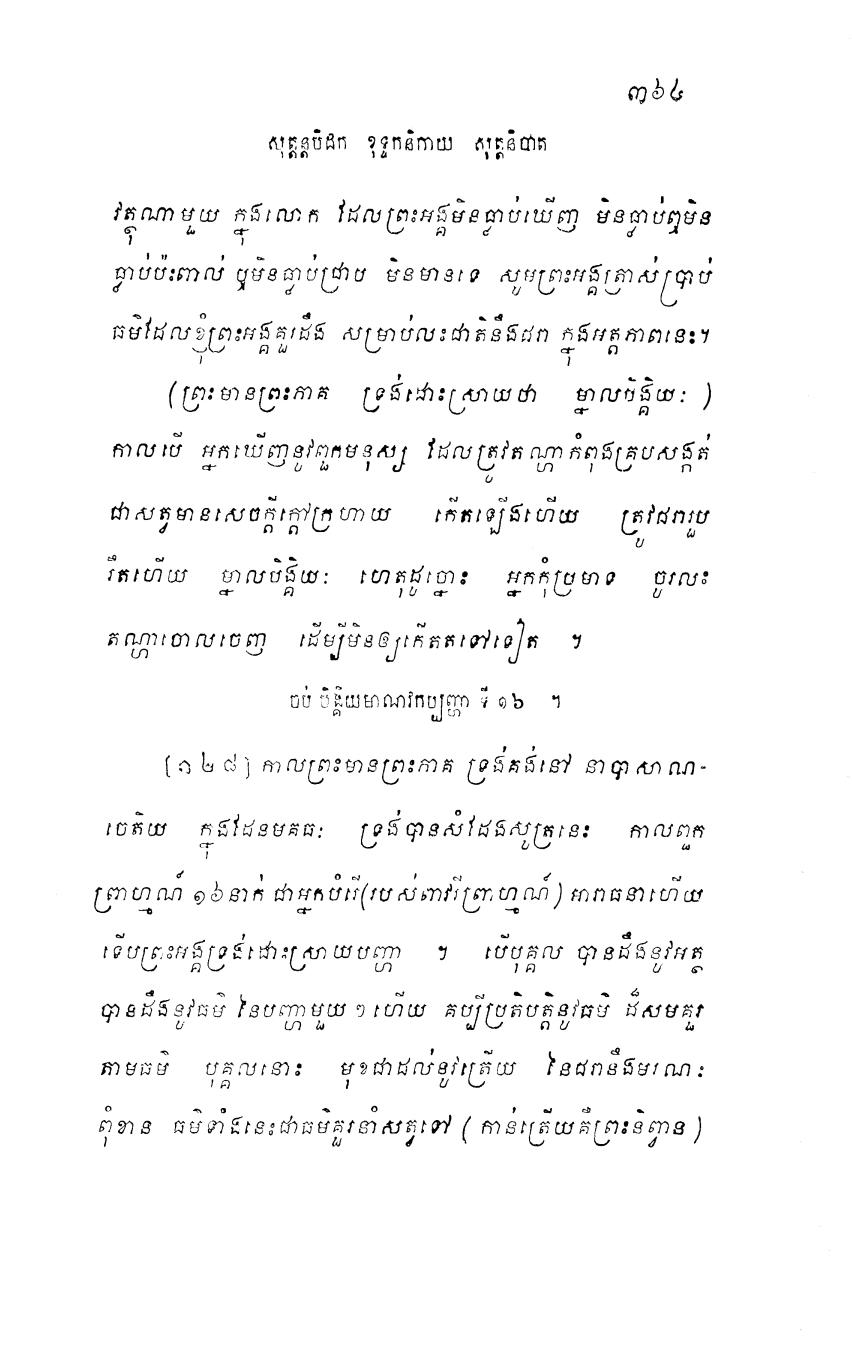 ៣៦៤
សុត្តន្តបិដក ខុទ្ទកនិកាយ សុត្តនិបាត
វត្ថុណាមួយ ក្នុងលោក ដែលព្រះអង្គមិនធ្លាប់ឃើញ មិនធ្លាប់ឮមិន
ធ្លាប់ប៉ះពាល់ ឬមិនធ្លាប់ជ្រាប មិនមានទេ សូមព្រះអង្គត្រាស់ប្រាប់
ធម៌ដែលខ្ញុំព្រះអង្គគួរដឹង សម្រាប់លះជាតិនឹងជរា ក្នុងអត្តភាពនេះ។
(ព្រះមានព្រះភាគ ទ្រង់ដោះស្រាយថា ម្នាលបិង្គិយៈ)
កាលបើ អ្នកឃើញនូវពួកមនុស្ស ដែលត្រូវតណ្ហាកំពុងគ្របសង្កត់
ជាសត្វមានសេចក្តីក្តៅក្រហាយ កើតឡើងហើយ ត្រូវជរារួប
រឹតហើយ ម្នាលបិង្គិយៈ ហេតុដូច្នោះ អ្នកកុំប្រមាទ ចូរលះ
តណ្ហាចោលចេញ ដើម្បីមិនឲ្យកើតតទៅទៀត ។
ចប់ បិង្គិយមាណវកប្បញ្ហា ទី ១៦ ។
[១២៨] កាលព្រះមានព្រះភាគ ទ្រង់គង់នៅ នាបាសាណ-
ចេតិយ ក្នុងដែនមគធៈ ទ្រង់បានសំដែងសូត្រនេះ កាលពួក
ព្រាហ្មណ៍ ១៦នាក់ ជាអ្នកបំរើ(របស់ពាវរីព្រាហ្មណ៍) អារាធនាហើយ
ទើបព្រះអង្គទ្រង់ដោះស្រាយបញ្ហា ។ បើបុគ្គល បានដឹងនូវអត្ថ
បានដឹងនូវធម៌ នៃបញ្ហាមួយៗហើយ គប្បីប្រតិបត្តិនូវធម៌ ដ៏សមគួរ
តាមធម៌ បុគ្គលនោះ មុខជាដល់នូវត្រើយ នៃជរានឹងមរណៈ
ពុំខាន ធម៌ទាំងនេះជាធម៌គួរនាំសត្វទៅ (កាន់ត្រើយគឺព្រះនិព្វាន)